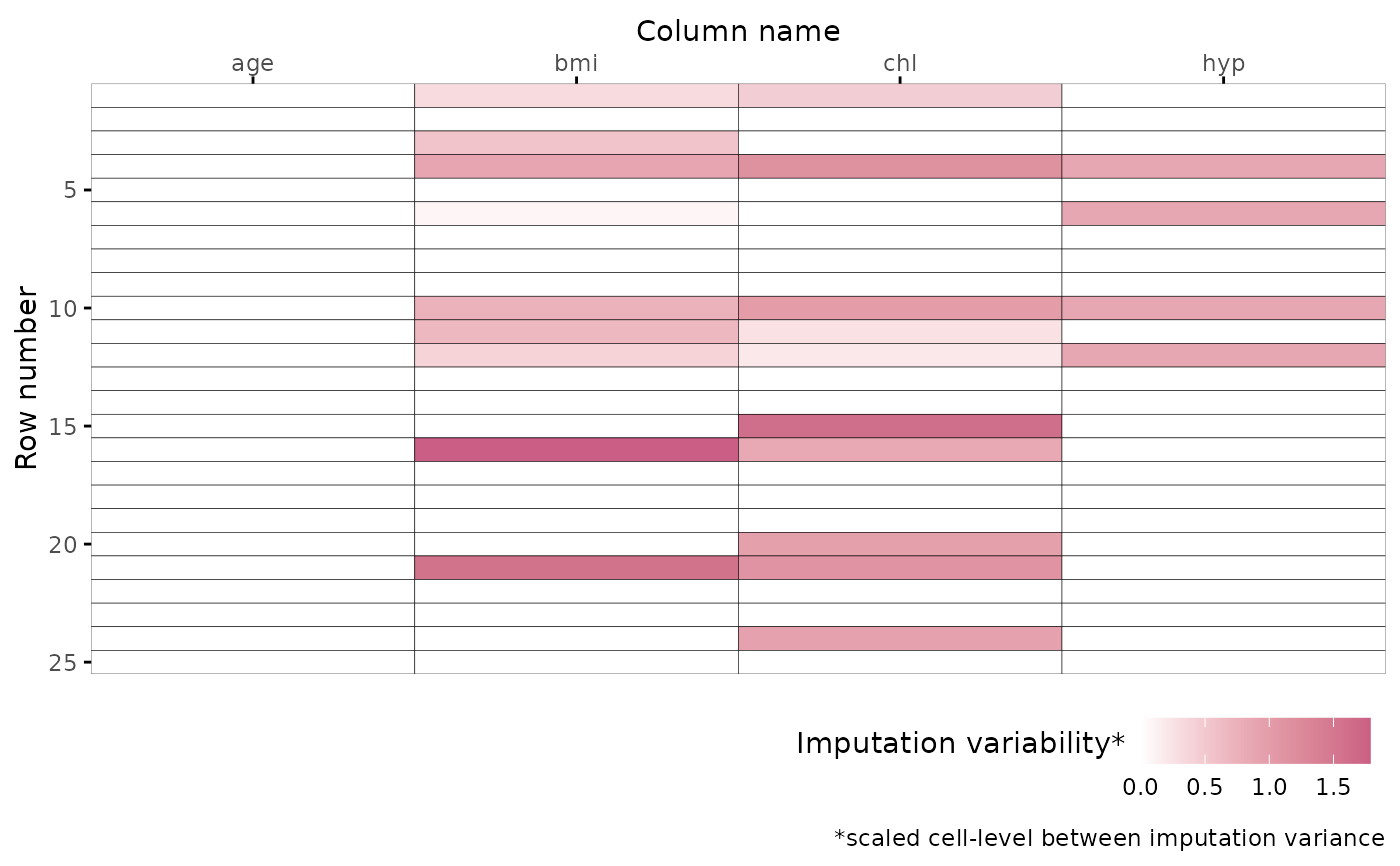 Column name
age bmi chl hyp
Row number
5
10
15
20
25
Imputation variability*
0.0 0.5 1.0 1.5
*scaled cell-level between imputation variance